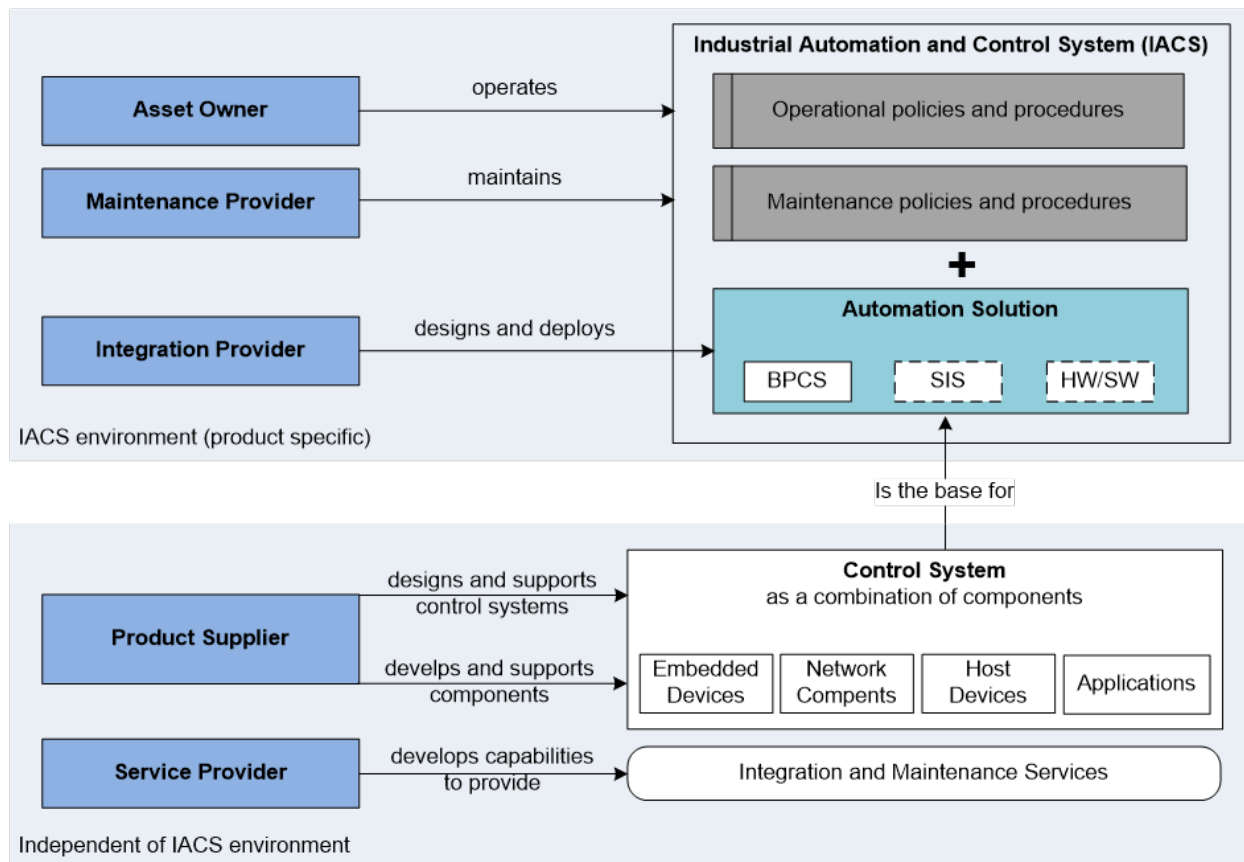 Industrial Automation and Control System (IACS)
Asset Owner
operates
Operational policies and procedures
Maintenance Provider
maintains
Maintenance policies and procedures
+
Automation Solution
Integration Provider
designs and deploys
BPCS
SIS
HW/SW
IACS environment (product specific)
Is the base for
Control System
as a combination of components
Product Supplier
designs and supports
control systems
develps and supports
components
Embedded
Devices
Network
Compents
Host
Devices
Applications
Service Provider
develops capabilities
to provide
Integration and Maintenance Services
Independent of IACS environment